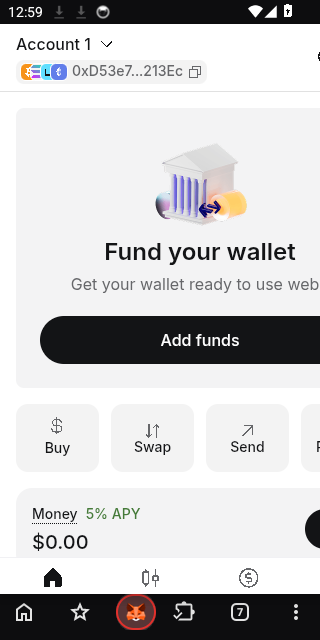 12:59
Account 1
0xD53e7...213Ec
Fund your wallet
Get your wallet ready to use web
Add funds
Buy
Swap
Send
Money 5% APY
$0.00
7